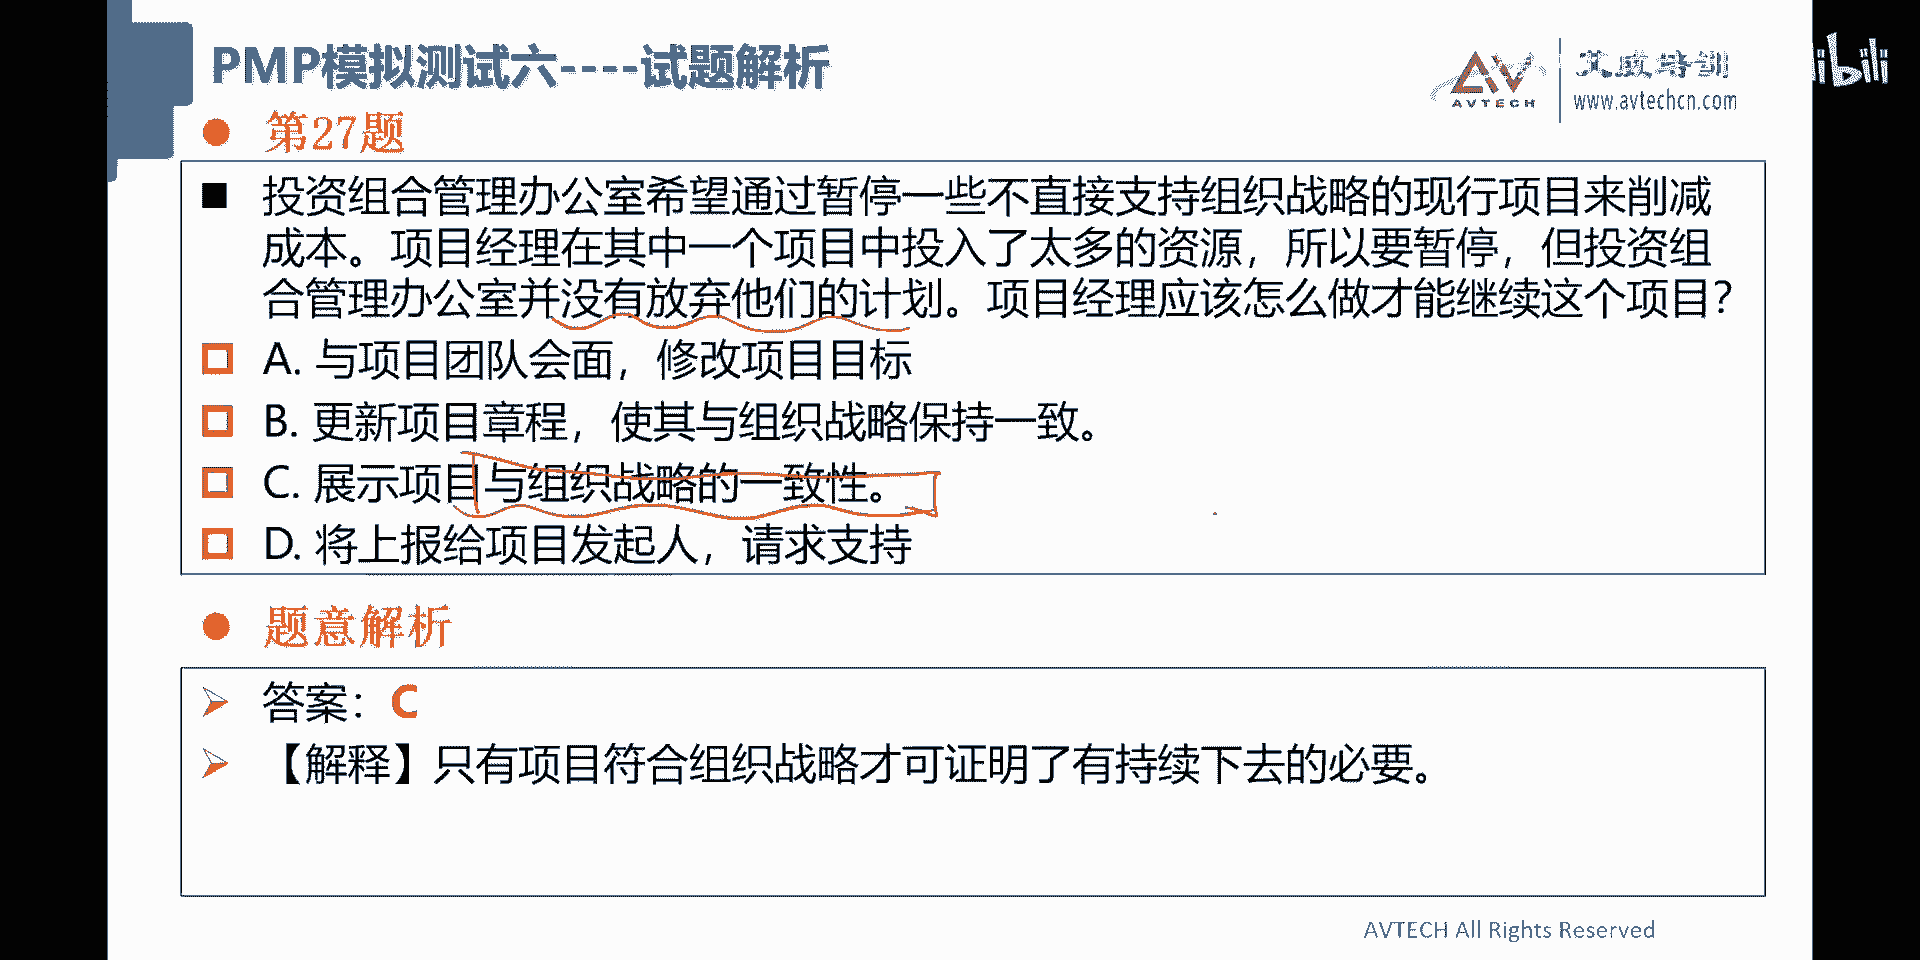 PMP模拟测试六----试题解析
AVTECH
艾威培训
www.avtechcn.com
libili
第27题
投资组合管理办公室希望通过暂停一些不直接支持组织战略的现行项目来削减
成本。项目经理在其中一个项目中投入了太多的资源，所以要暂停，但投资组
合管理办公室并没有放弃他们的计划。项目经理应该怎么做才能继续这个项目？
A. 与项目团队会面，修改项目目标
B. 更新项目章程，使其与组织战略保持一致。
C. 展示项目与组织战略的一致性。
D. 将上报给项目发起人，请求支持
题意解析
答案：C
【解释】只有项目符合组织战略才可证明了有持续下去的必要。
AVTECH All Rights Reserved